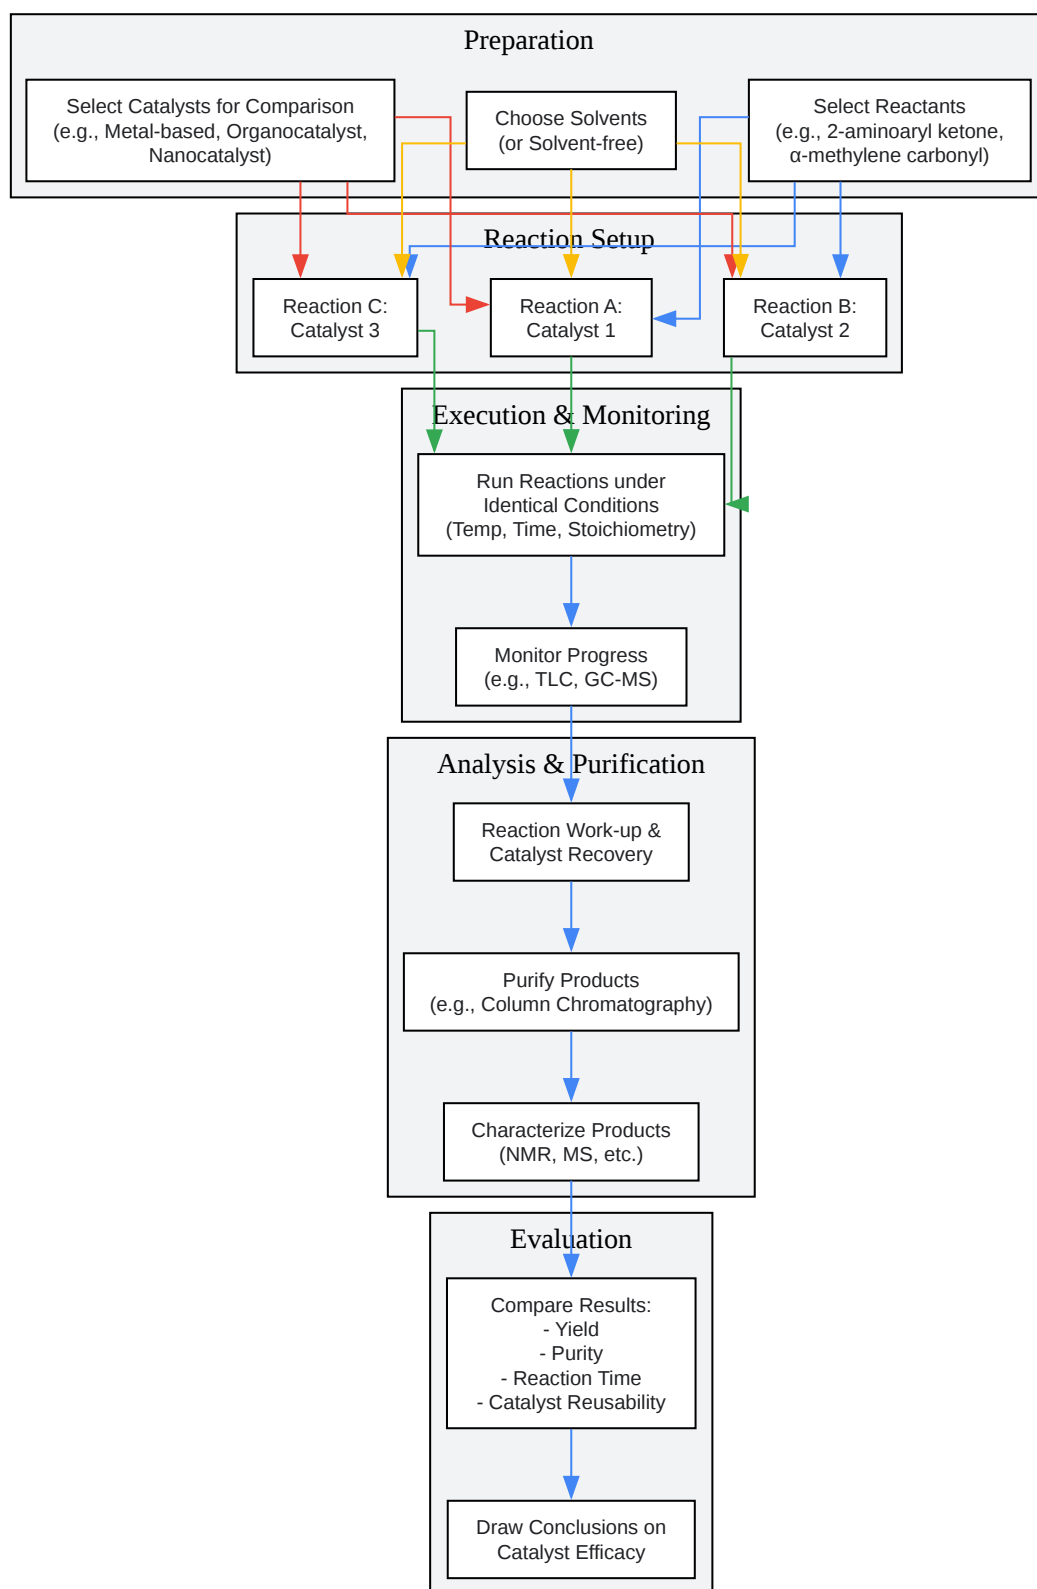 Preparation
Select Catalysts for Comparison
(e.g., Metal-based, Organocatalyst,
Nanocatalyst)
Choose Solvents
(or Solvent-free)
Select Reactants
(e.g., 2-aminoaryl ketone,
α-methylene carbonyl)
Reaction Setup
Reaction C:
Catalyst 3
Reaction A:
Catalyst 1
Reaction B:
Catalyst 2
Execution & Monitoring
Run Reactions under
Identical Conditions
(Temp, Time, Stoichiometry)
Monitor Progress
(e.g., TLC, GC-MS)
Analysis & Purification
Reaction Work-up &
Catalyst Recovery
Purify Products
(e.g., Column Chromatography)
Characterize Products
(NMR, MS, etc.)
Evaluation
Compare Results:
- Yield
- Purity
- Reaction Time
- Catalyst Reusability
Draw Conclusions on
Catalyst Efficacy